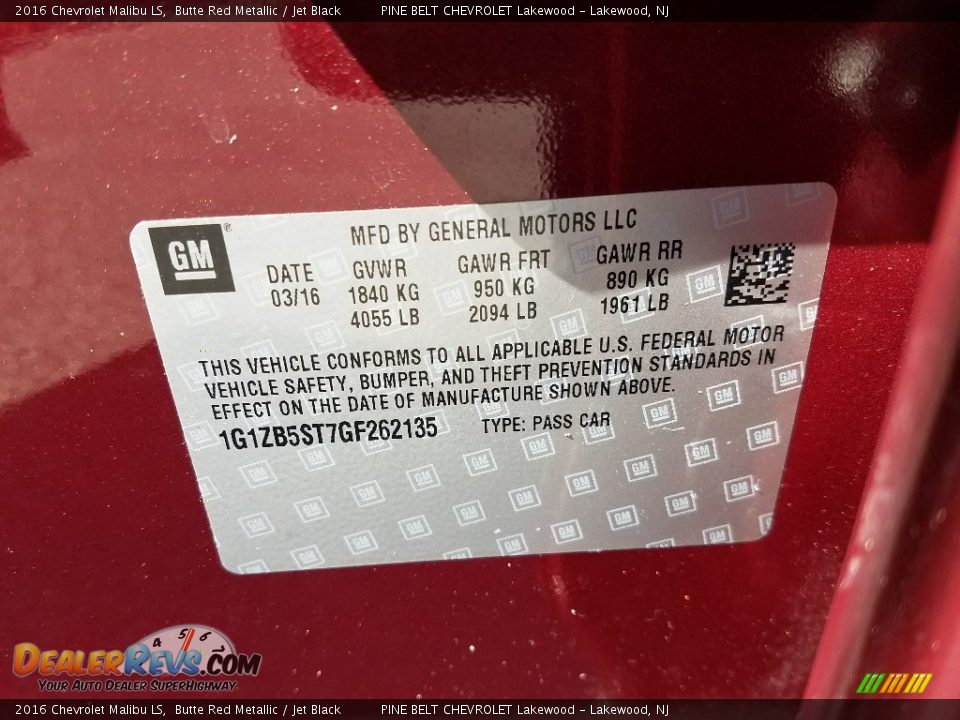 2016 Chevrolet Malibu LS,  Butte Red Metallic / Jet Black        PINE BELT CHEVROLET Lakewood - Lakewood, NJ
GM ®
MFD BY GENERAL MOTORS LLC
DATE GVWR GAWR FRT GAWR RR
03/16 1840 KG 950 KG 890 KG
4055 LB 2094 LB 1961 LB
THIS VEHICLE CONFORMS TO ALL APPLICABLE U.S. FEDERAL MOTOR
VEHICLE SAFETY, BUMPER, AND THEFT PREVENTION STANDARDS IN
EFFECT ON THE DATE OF MANUFACTURE SHOWN ABOVE.
1G1ZB5ST7GF262135 TYPE: PASS CAR
4 5 6
DEALERREVS.COM
YOUR AUTO DEALER SUPERHIGHWAY
2016 Chevrolet Malibu LS,  Butte Red Metallic / Jet Black        PINE BELT CHEVROLET Lakewood - Lakewood, NJ